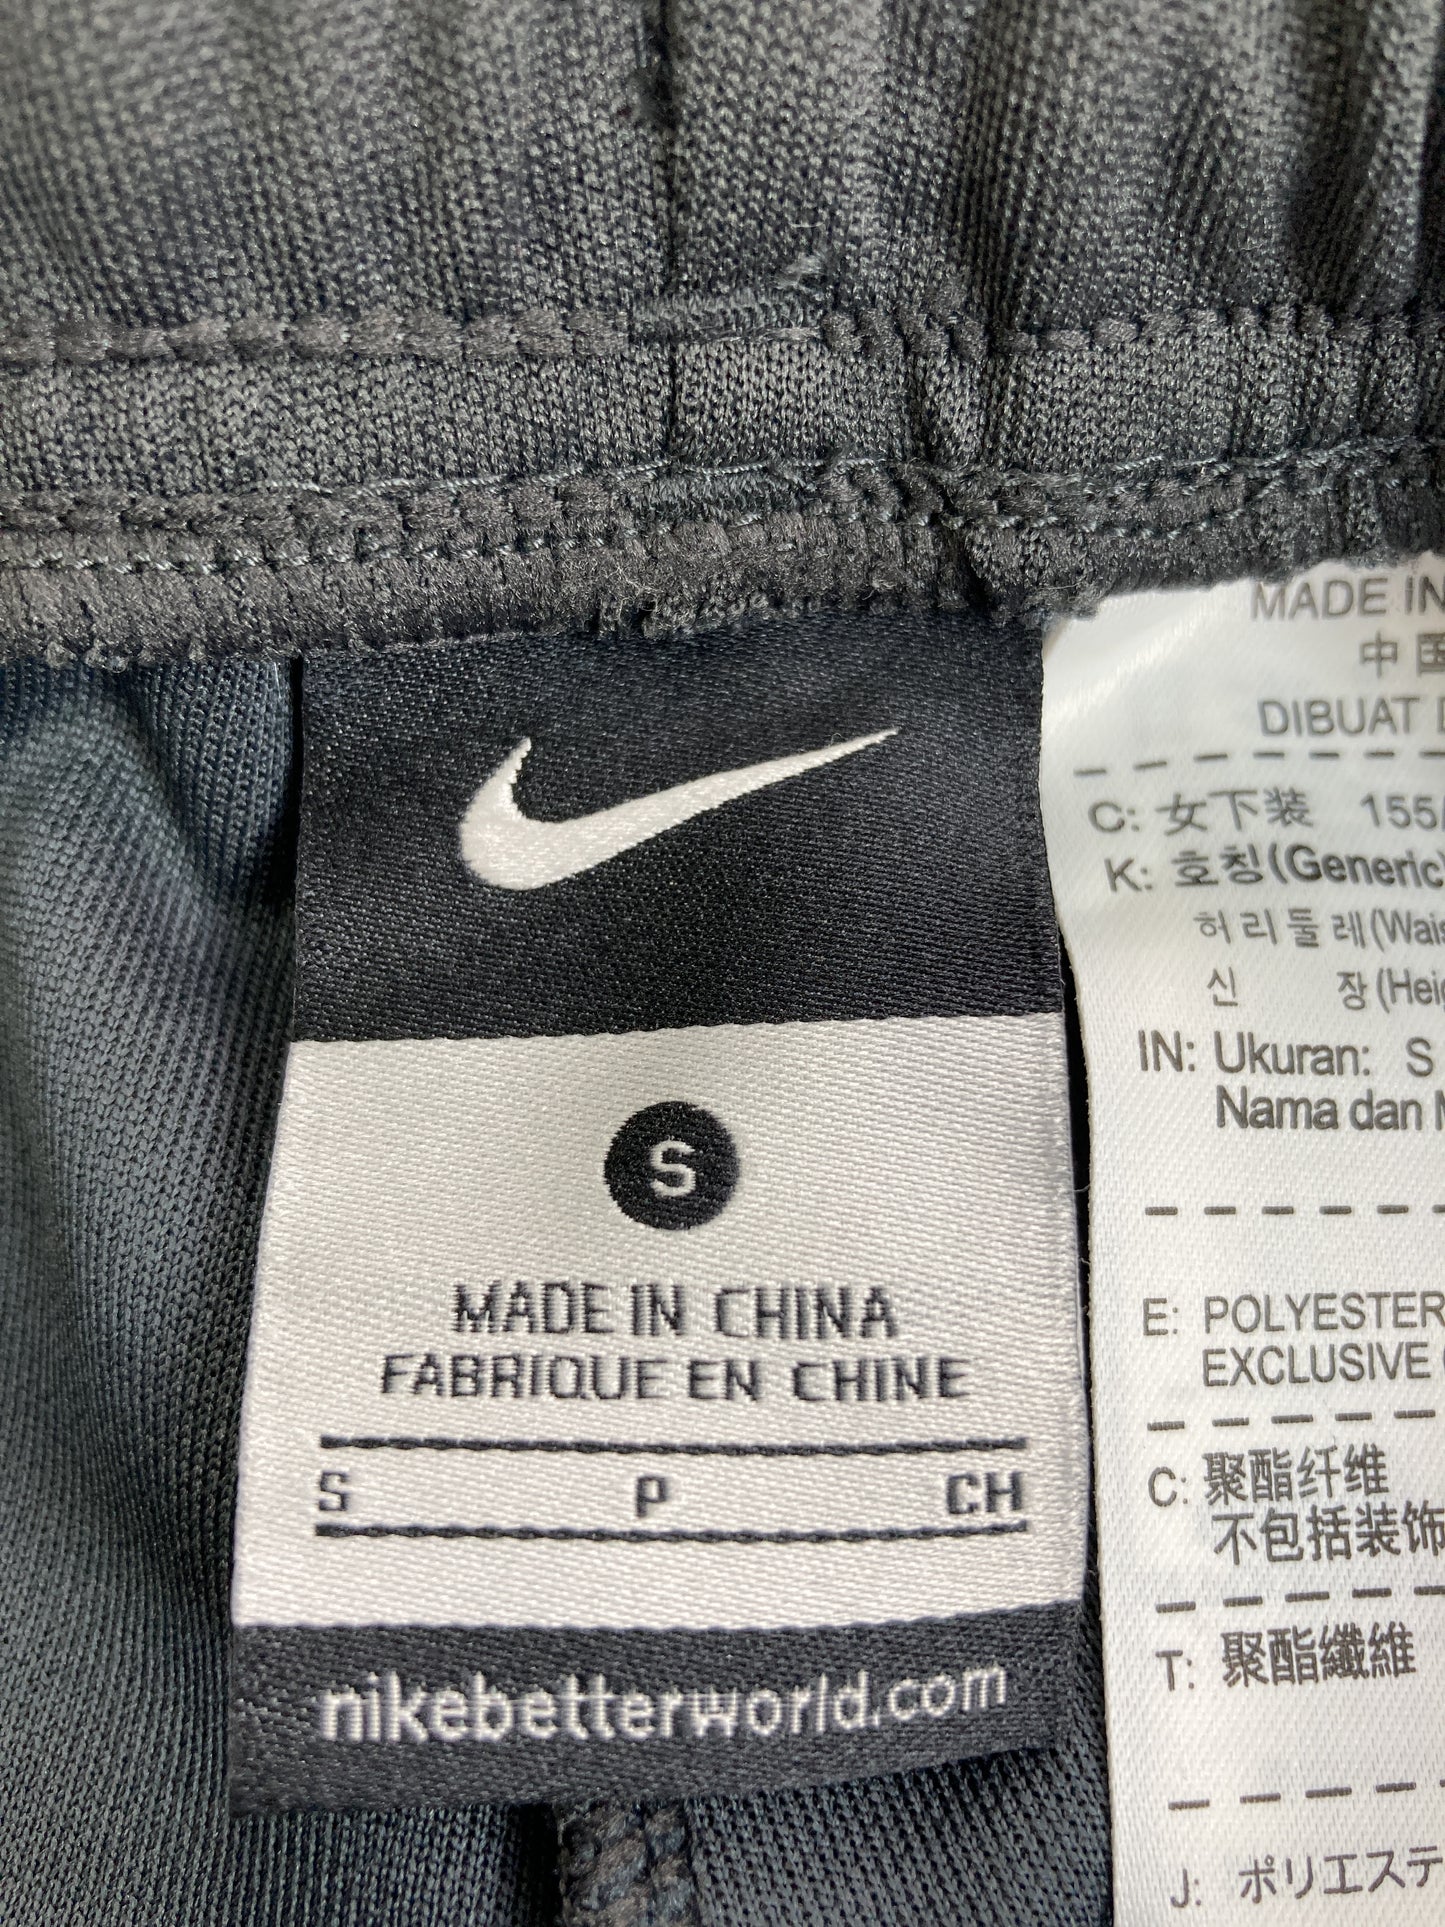 S
MADE IN CHINA
FABRIQUE EN CHINE
S P CH
nikebetterworld.com
MADE IN
中国
DIBUAT
C: 女下装 155/
K: 호칭(Generic)
허리둘레(Wais
신 장(Hei
IN: Ukuran: S
Nama dan
E: POLYESTER
EXCLUSIVE
C: 聚酯纤维
不包括装饰
T: 聚酯纖維
J: ポリエステ